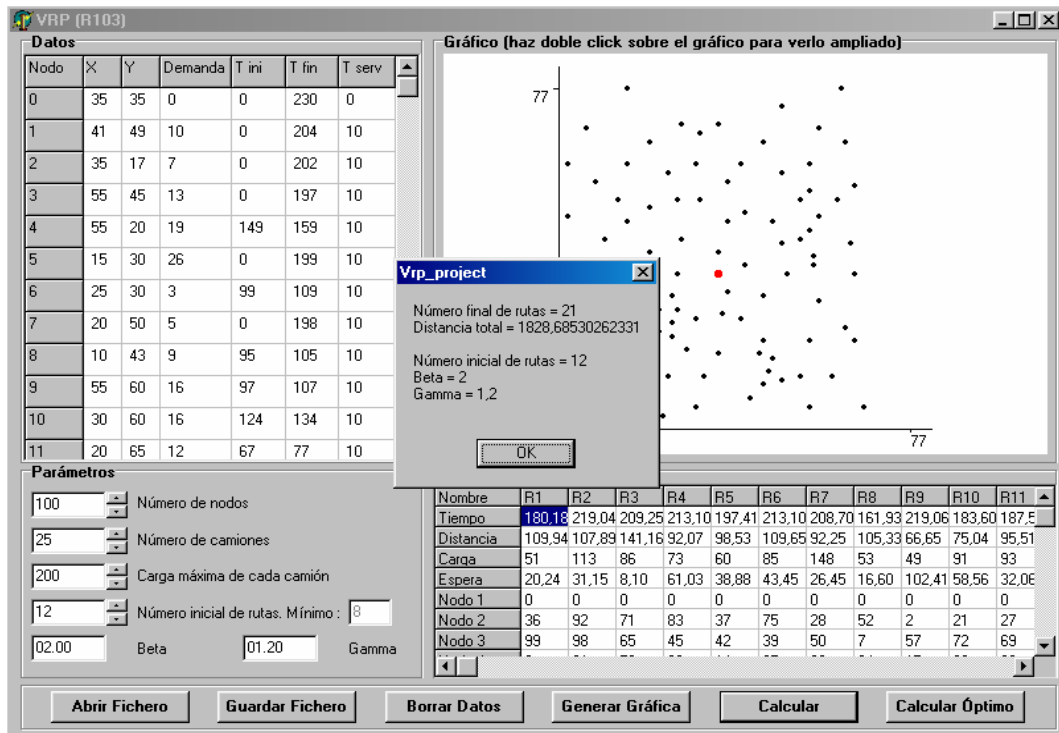 VRP (R103)
Datos
Nodo X Y Demanda T ini T fin T serv
0 35 35 0 0 230 0
1 41 49 10 0 204 10
2 35 17 7 0 202 10
3 55 45 13 0 197 10
4 55 20 19 149 159 10
5 15 30 26 0 199 10
6 25 30 3 99 109 10
7 20 50 5 0 198 10
8 10 43 9 95 105 10
9 55 60 16 97 107 10
10 30 60 16 124 134 10
11 20 65 12 67 77 10
Gráfico (haz doble click sobre el gráfico para verlo ampliado)
77
77
Vrp_project
Número final de rutas = 21
Distancia total = 1828,68530262331
Número inicial de rutas = 12
Beta = 2
Gamma = 1,2
OK
Parámetros
100 Número de nodos
25 Número de camiones
200 Carga máxima de cada camión
12 Número inicial de rutas. Mínimo : 8
02.00 Beta 01.20 Gamma
Nombre R1 R2 R3 R4 R5 R6 R7 R8 R9 R10 R11
Tiempo 180,18 219,04 209,25 213,10 197,41 213,10 208,70 161,93 219,06 183,60 187,5
Distancia 109,94 107,89 141,16 92,07 98,53 109,65 92,25 105,33 66,65 75,04 95,51
Carga 51 113 86 73 60 85 148 53 49 91 93
Espera 20,24 31,15 8,10 61,03 38,88 43,45 26,45 16,60 102,41 58,56 32,06
Nodo 1 0 0 0 0 0 0 0 0 0 0 0
Nodo 2 36 92 71 83 37 75 28 52 2 21 27
Nodo 3 99 98 65 45 42 39 50 7 57 72 69
Abrir Fichero Guardar Fichero Borrar Datos Generar Gráfica Calcular Calcular Óptimo